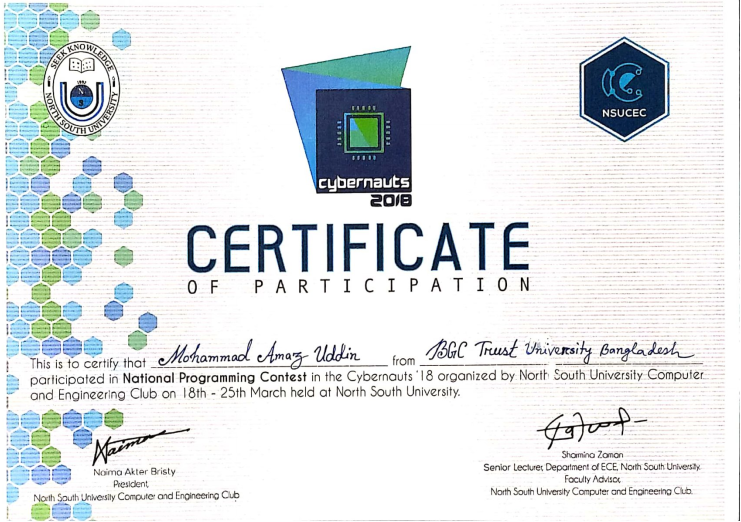 SEEK KNOWLEDGE
1992
NS
NORTH SOUTH UNIVERSITY
cybernauts
2018
NSUCEC
CERTIFICATE
OF PARTICIPATION
This is to certify that Mohammad Amaz Uddin from BGC Trust University Bangladesh
participated in National Programming Contest in the Cybernauts '18 organized by North South University Computer
and Engineering Club on 18th - 25th March held at North South University.
Naima
Naima Akter Bristy
President,
North South University Computer and Engineering Club
Shamina Zaman
Senior Lecturer, Department of ECE, North South University.
Faculty Advisor,
North South University Computer and Engineering Club.